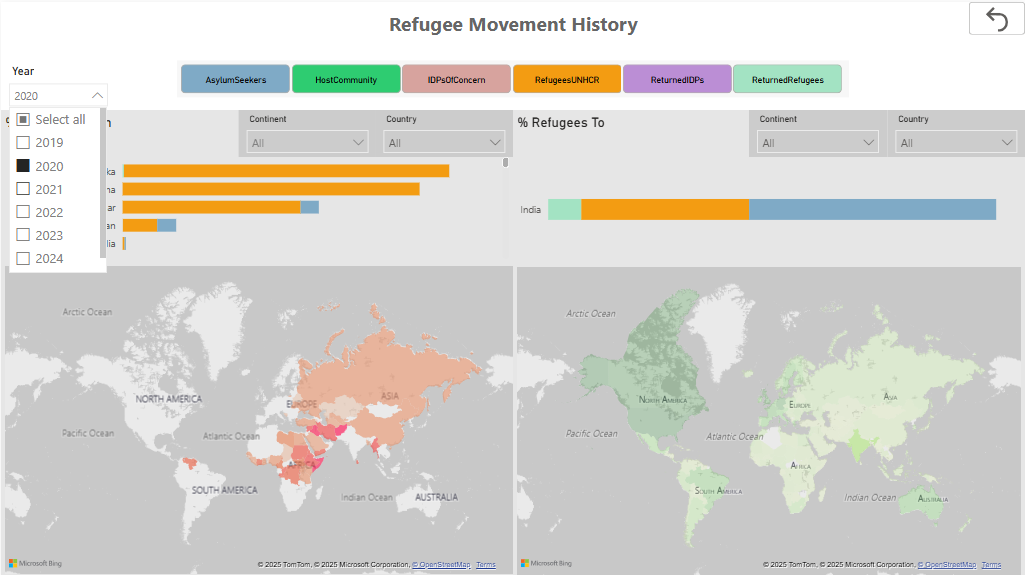 Refugee Movement History
Year
2020
Select all
2019
2020
2021
2022
2023
2024
AsylumSeekers
HostCommunity
IDPsOfConcern
RefugeesUNHCR
ReturnedIDPs
ReturnedRefugees
Continent
All
Country
All
ka
na
ar
an
lia
Arctic Ocean
NORTH AMERICA
EUROPE
ASIA
Pacific Ocean
Atlantic Ocean
AFRICA
SOUTH AMERICA
Indian Ocean
AUSTRALIA
Microsoft Bing
© 2025 TomTom, © 2025 Microsoft Corporation, © OpenStreetMap Terms
% Refugees To
Continent
All
Country
All
India
Arctic Ocean
North America
Europe
Asia
Pacific Ocean
Atlantic Ocean
Africa
South America
Indian Ocean
Australia
Microsoft Bing
© 2025 TomTom, © 2025 Microsoft Corporation, © OpenStreetMap Terms